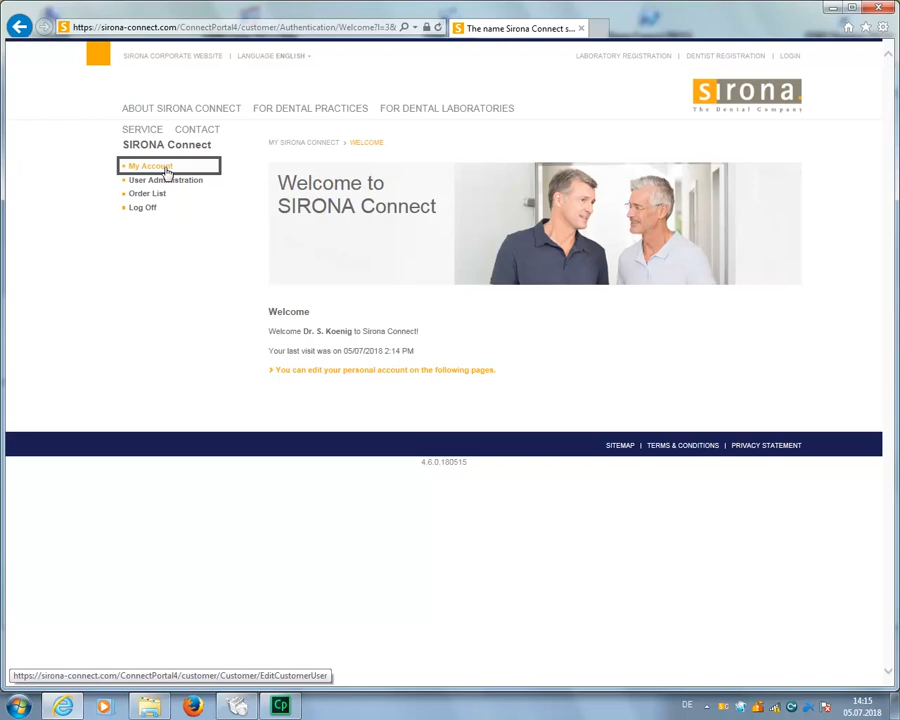 https://sirona-connect.com/ConnectPortal4/customer/Authentication/Welcome?l=3&
The name Sirona Connect s...
SIRONA CORPORATE WEBSITE | LANGUAGE ENGLISH
LABORATORY REGISTRATION | DENTIST REGISTRATION | LOGIN
sirona.
The Dental Company
ABOUT SIRONA CONNECT FOR DENTAL PRACTICES FOR DENTAL LABORATORIES
SERVICE CONTACT
SIRONA Connect
My Account
User Administration
Order List
Log Off
MY SIRONA CONNECT > WELCOME
Welcome to
SIRONA Connect
Welcome
Welcome Dr. S. Koenig to Sirona Connect!
Your last visit was on 05/07/2018 2:14 PM
You can edit your personal account on the following pages.
SITEMAP | TERMS & CONDITIONS | PRIVACY STATEMENT
4.6.0.180515
https://sirona-connect.com/ConnectPortal4/customer/Customer/EditCustomerUser
Cp
DE
14:15
05.07.2018